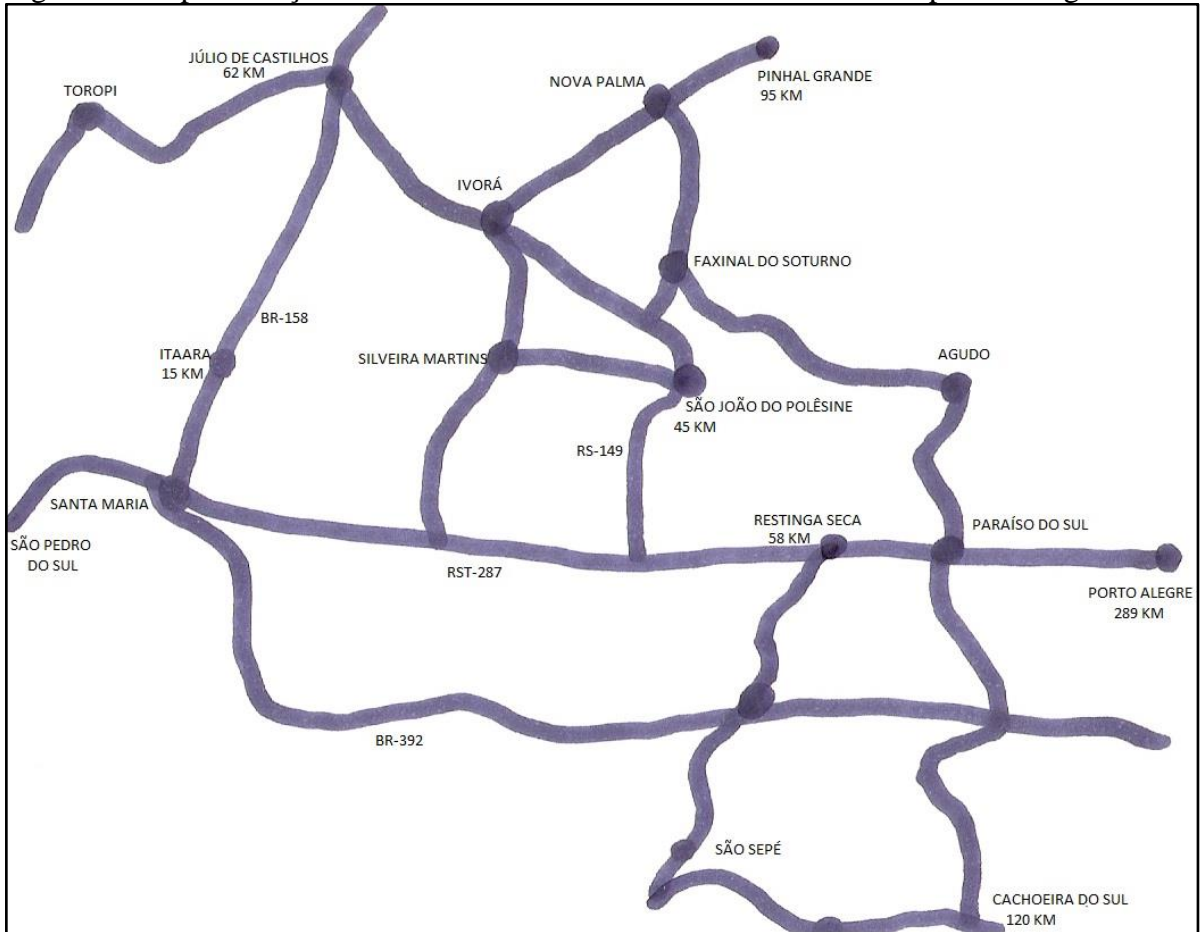 JÚLIO DE CASTILHOS
62 KM
TOROPI
NOVA PALMA
PINHAL GRANDE
95 KM
IVORÁ
FAXINAL DO SOTURNO
BR-158
ITAARA
15 KM
SILVEIRA MARTINS
AGUDO
SÃO JOÃO DO POLÊSINE
45 KM
RS-149
SANTA MARIA
RESTINGA SECA
58 KM
PARAÍSO DO SUL
SÃO PEDRO
DO SUL
RST-287
PORTO ALEGRE
289 KM
BR-392
SÃO SEPÉ
CACHOEIRA DO SUL
120 KM